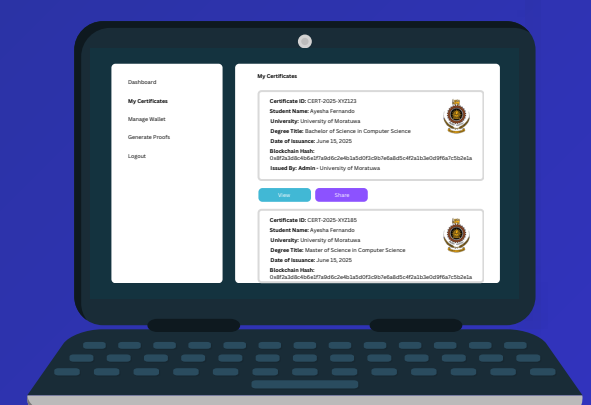 Dashboard
My Certificates
Manage Wallet
Generate Proofs
Logout
My Certificates
Certificate ID: CERT-2025-XYZ123
Student Name: Ayesha Fernando
University: University of Moratuwa
Degree Title: Bachelor of Science in Computer Science
Date of Issuance: June 15, 2025
Blockchain Hash:
0x8f2a3d8c4b6e1f7a9d6c2e4b1a5d0f3c9b7e6a8d5c4f2a1b3e0d9f6a7c5b2e1a
Issued By: Admin - University of Moratuwa
View
Share
Certificate ID: CERT-2025-XYZ185
Student Name: Ayesha Fernando
University: University of Moratuwa
Degree Title: Master of Science in Computer Science
Date of Issuance: June 15, 2025
Blockchain Hash:
0x8f2a3d8c4b6e1f7a9d6c2e4b1a5d0f3c9b7e6a8d5c4f2a1b3e0d9f6a7c5b2e1a